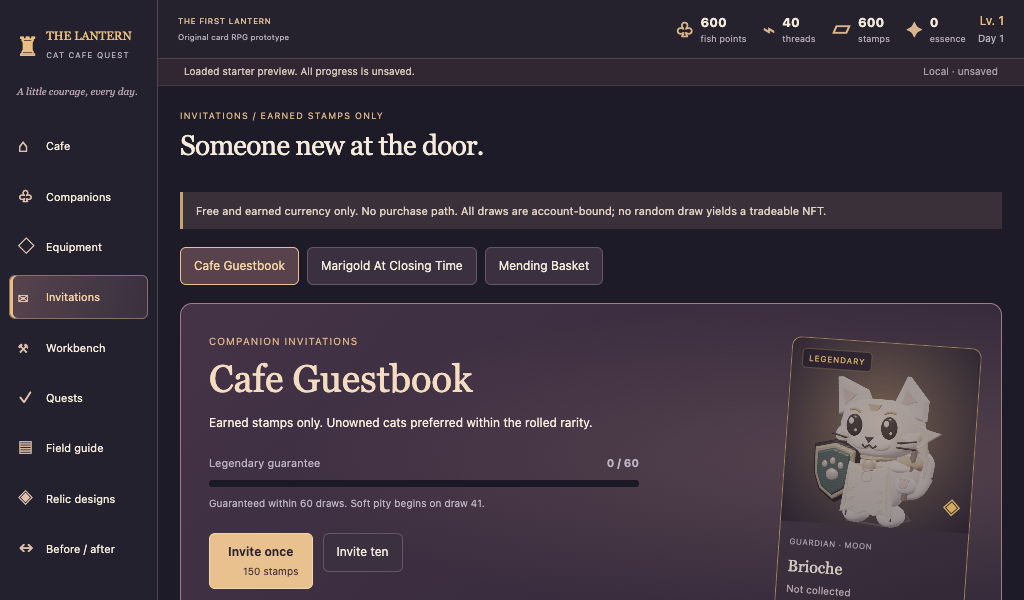 THE LANTERN
CAT CAFE QUEST
A little courage, every day.
Cafe
Companions
Equipment
Invitations
Workbench
Quests
Field guide
Relic designs
Before / after
THE FIRST LANTERN
Original card RPG prototype
600
fish points
40
threads
600
stamps
0
essence
Lv. 1
Day 1
Loaded starter preview. All progress is unsaved.
Local · unsaved
INVITATIONS / EARNED STAMPS ONLY
Someone new at the door.
Free and earned currency only. No purchase path. All draws are account-bound; no random draw yields a tradeable NFT.
Cafe Guestbook
Marigold At Closing Time
Mending Basket
COMPANION INVITATIONS
Cafe Guestbook
Earned stamps only. Unowned cats preferred within the rolled rarity.
Legendary guarantee
0 / 60
Guaranteed within 60 draws. Soft pity begins on draw 41.
Invite once
150 stamps
Invite ten
LEGENDARY
GUARDIAN · MOON
Brioche
Not collected